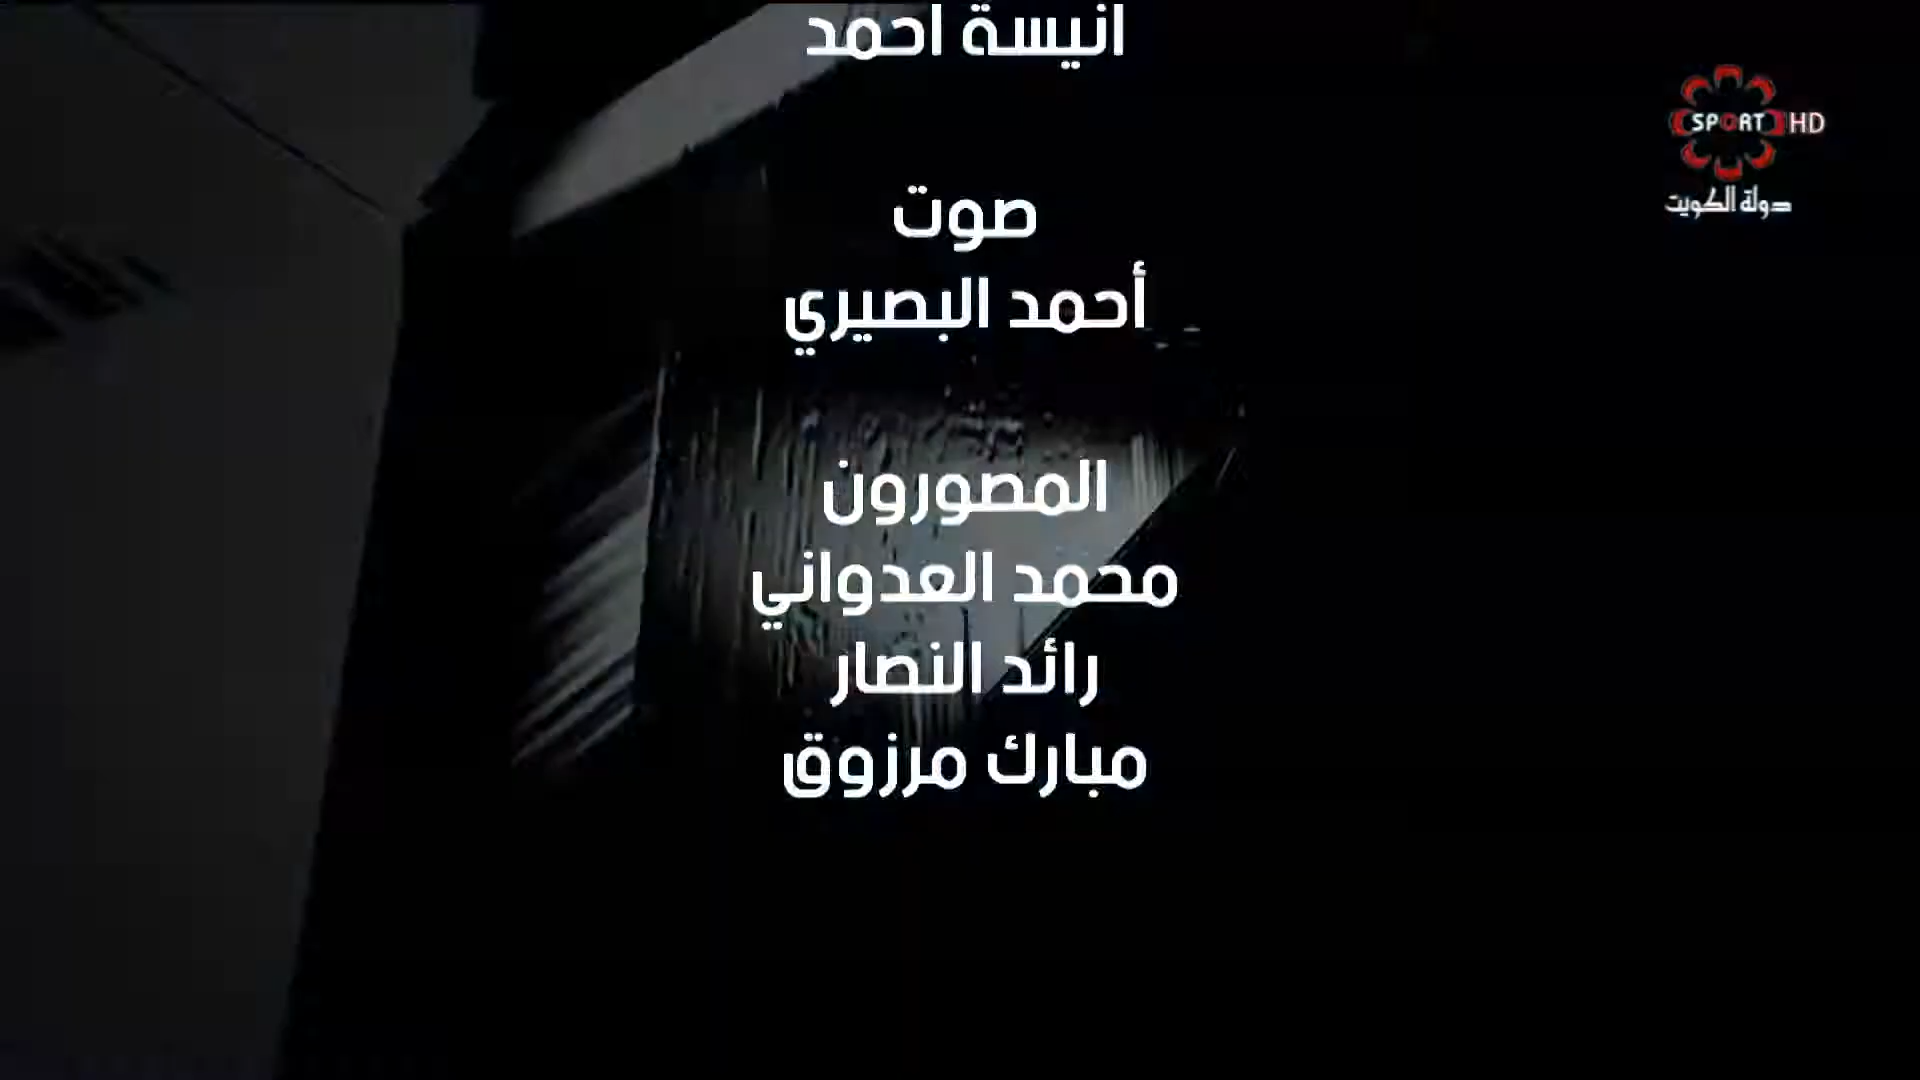 انيسة احمد
SPORT HD
دولة الكويت
صوت
أحمد البصيري
المصورون
محمد العدواني
رائد النصار
مبارك مرزوق